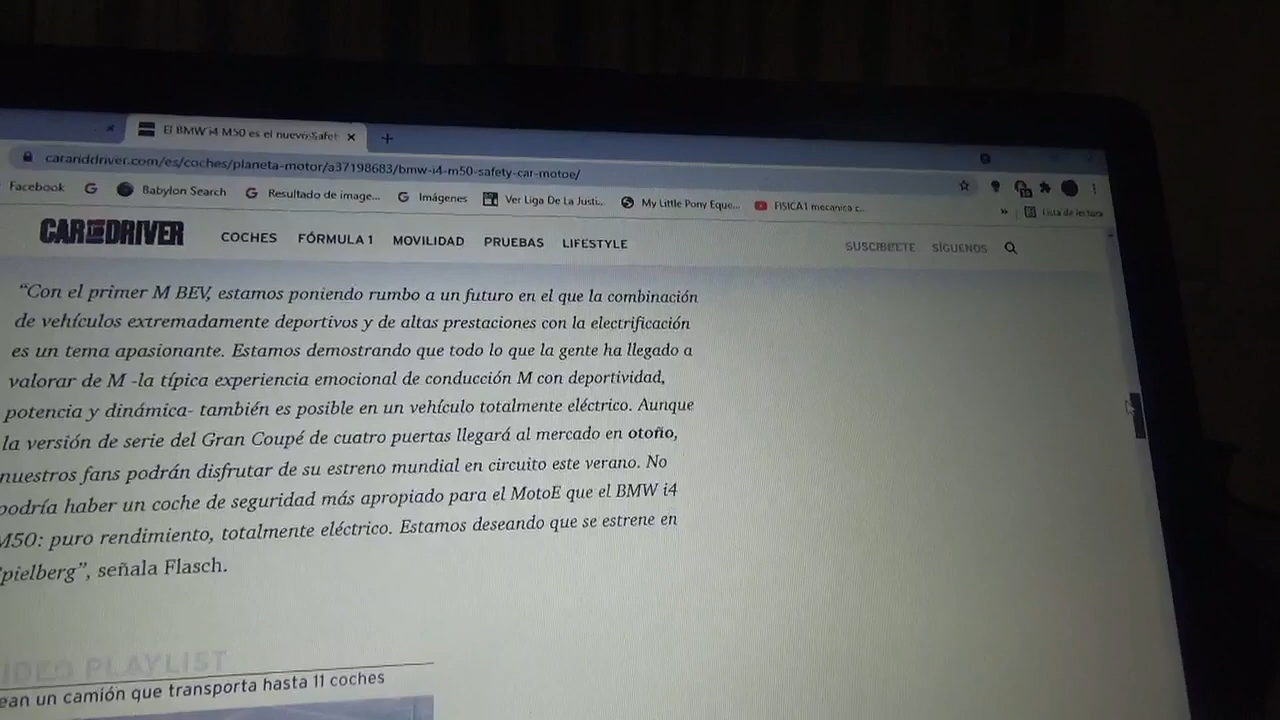 El BMW i4 M50 es el nuevo Safet
caranddriver.com/es/coches/planeta-motor/a37198683/bmw-i4-m50-safety-car-motoe/
Facebook Babylon Search Resultado de image... Imágenes Ver Liga De La Justi... My Little Pony Eque... FISICA 1 mecanica c... » Lista de lectura
CAR AND DRIVER COCHES FÓRMULA 1 MOVILIDAD PRUEBAS LIFESTYLE SUSCRÍBETE SÍGUENOS
“Con el primer M BEV, estamos poniendo rumbo a un futuro en el que la combinación
de vehículos extremadamente deportivos y de altas prestaciones con la electrificación
es un tema apasionante. Estamos demostrando que todo lo que la gente ha llegado a
valorar de M -la típica experiencia emocional de conducción M con deportividad,
potencia y dinámica- también es posible en un vehículo totalmente eléctrico. Aunque
la versión de serie del Gran Coupé de cuatro puertas llegará al mercado en otoño,
nuestros fans podrán disfrutar de su estreno mundial en circuito este verano. No
podría haber un coche de seguridad más apropiado para el MotoE que el BMW i4
M50: puro rendimiento, totalmente eléctrico. Estamos deseando que se estrene en
pielberg”, señala Flasch.
IDEO PLAYLIST
ean un camión que transporta hasta 11 coches